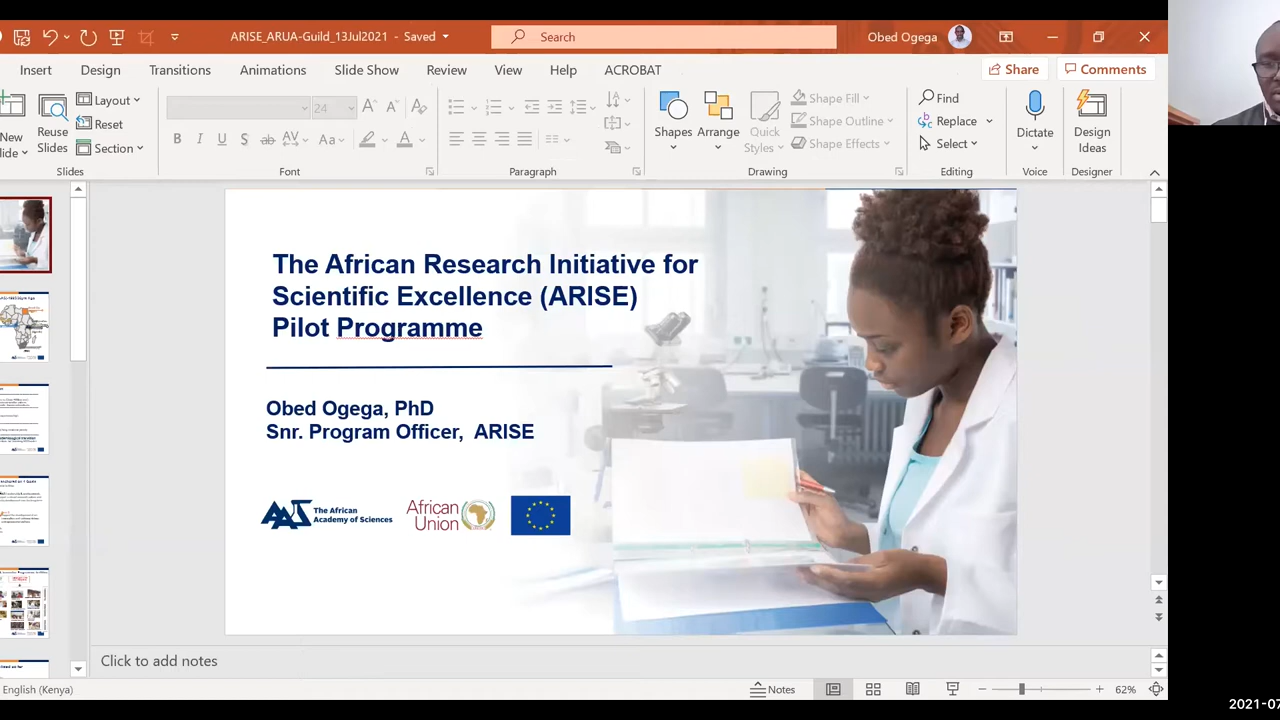 ARISE_ARUA-Guild_13Jul2021 - Saved
Search
Obed Ogega
Insert Design Transitions Animations Slide Show Review View Help ACROBAT
Share Comments
New
Slide
Reuse
Slides
Layout
Reset
Section
Slides
24
Font
Paragraph
Shapes
Arrange
Quick
Styles
Shape Fill
Shape Outline
Shape Effects
Drawing
Find
Replace
Select
Editing
Dictate
Voice
Design
Ideas
Designer
The African Research Initiative for
Scientific Excellence (ARISE)
Pilot Programme
Obed Ogega, PhD
Snr. Program Officer, ARISE
The African
Academy of Sciences
African
Union
Click to add notes
English (Kenya)
Notes
62%
2021-07